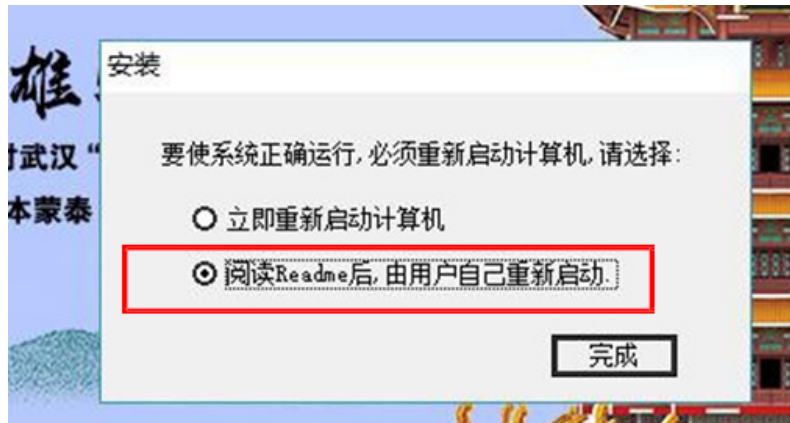 雄
安装
对武汉“
要使系统正确运行,必须重新启动计算机,请选择:
本蒙泰
立即重新启动计算机
阅读Readme后,由用户自己重新启动.
完成